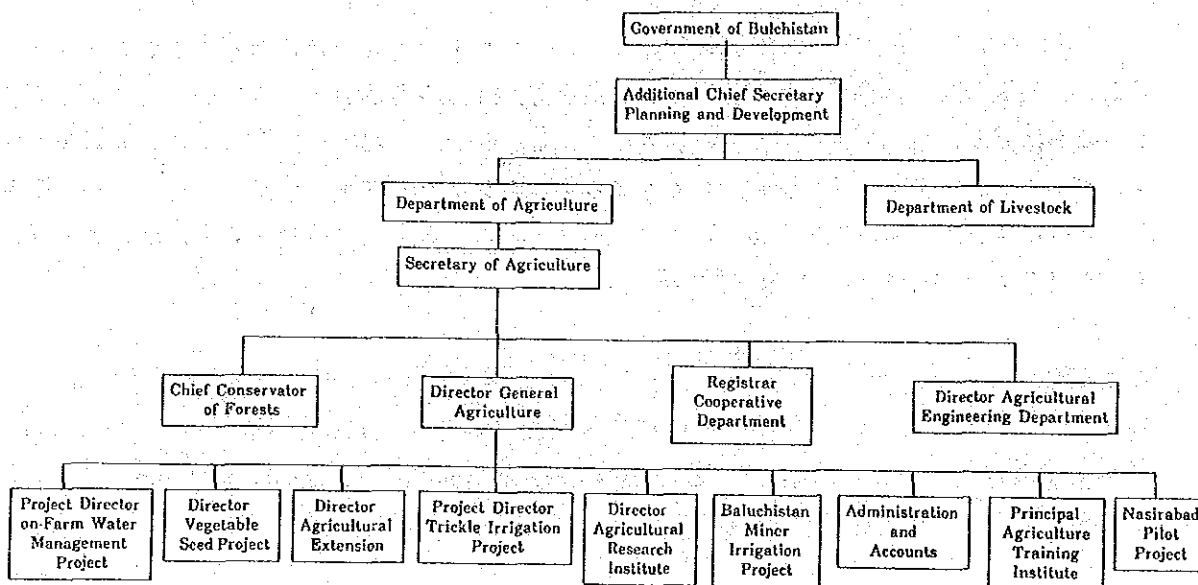 Government of Bulchistan
Additional Chief Secretary
Planning and Development
Department of Agriculture
Department of Livestock
Secretary of Agriculture
Chief Conservator
of Forests
Director General
Agriculture
Registrar
Cooperative
Department
Director Agricultural
Engineering Department
Project Director
on-Farm Water
Management
Project
Director
Vegetable
Seed Project
Director
Agricultural
Extension
Project Director
Trickle Irrigation
Project
Director
Agricultural
Research
Institute
Baluchistan
Miner
Irrigation
Project
Administration
and
Accounts
Principal
Agriculture
Training
Institute
Nasirabad
Pilot
Project